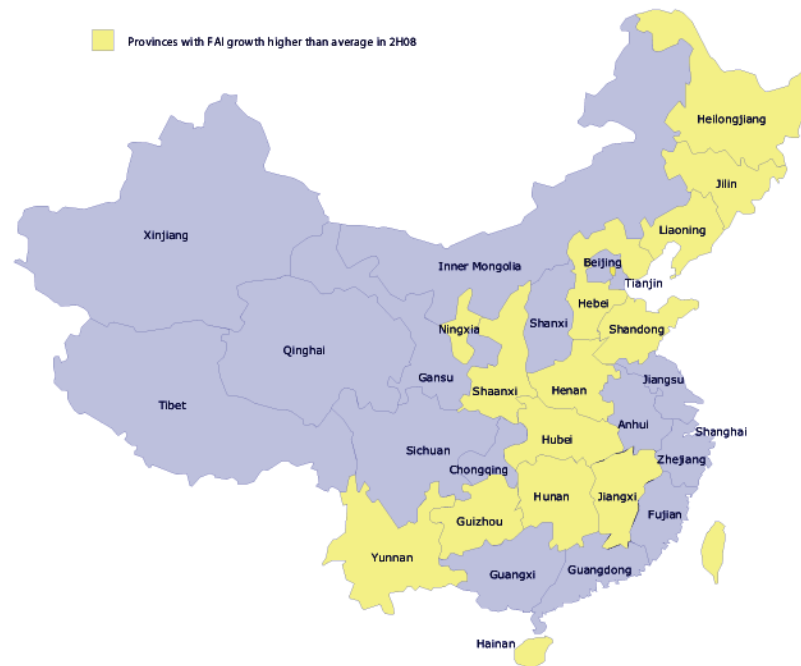 Provinces with FAI growth higher than average in 2H08
Heilongjiang
Jilin
Liaoning
Xinjiang
Inner Mongolia
Beijing
Tianjin
Hebei
Ningxia
Shanxi
Shandong
Qinghai
Gansu
Shaanxi
Henan
Jiangsu
Tibet
Anhui
Shanghai
Hubei
Sichuan
Zhejiang
Chongqing
Hunan
Jiangxi
Guizhou
Fujian
Yunnan
Guangxi
Guangdong
Hainan